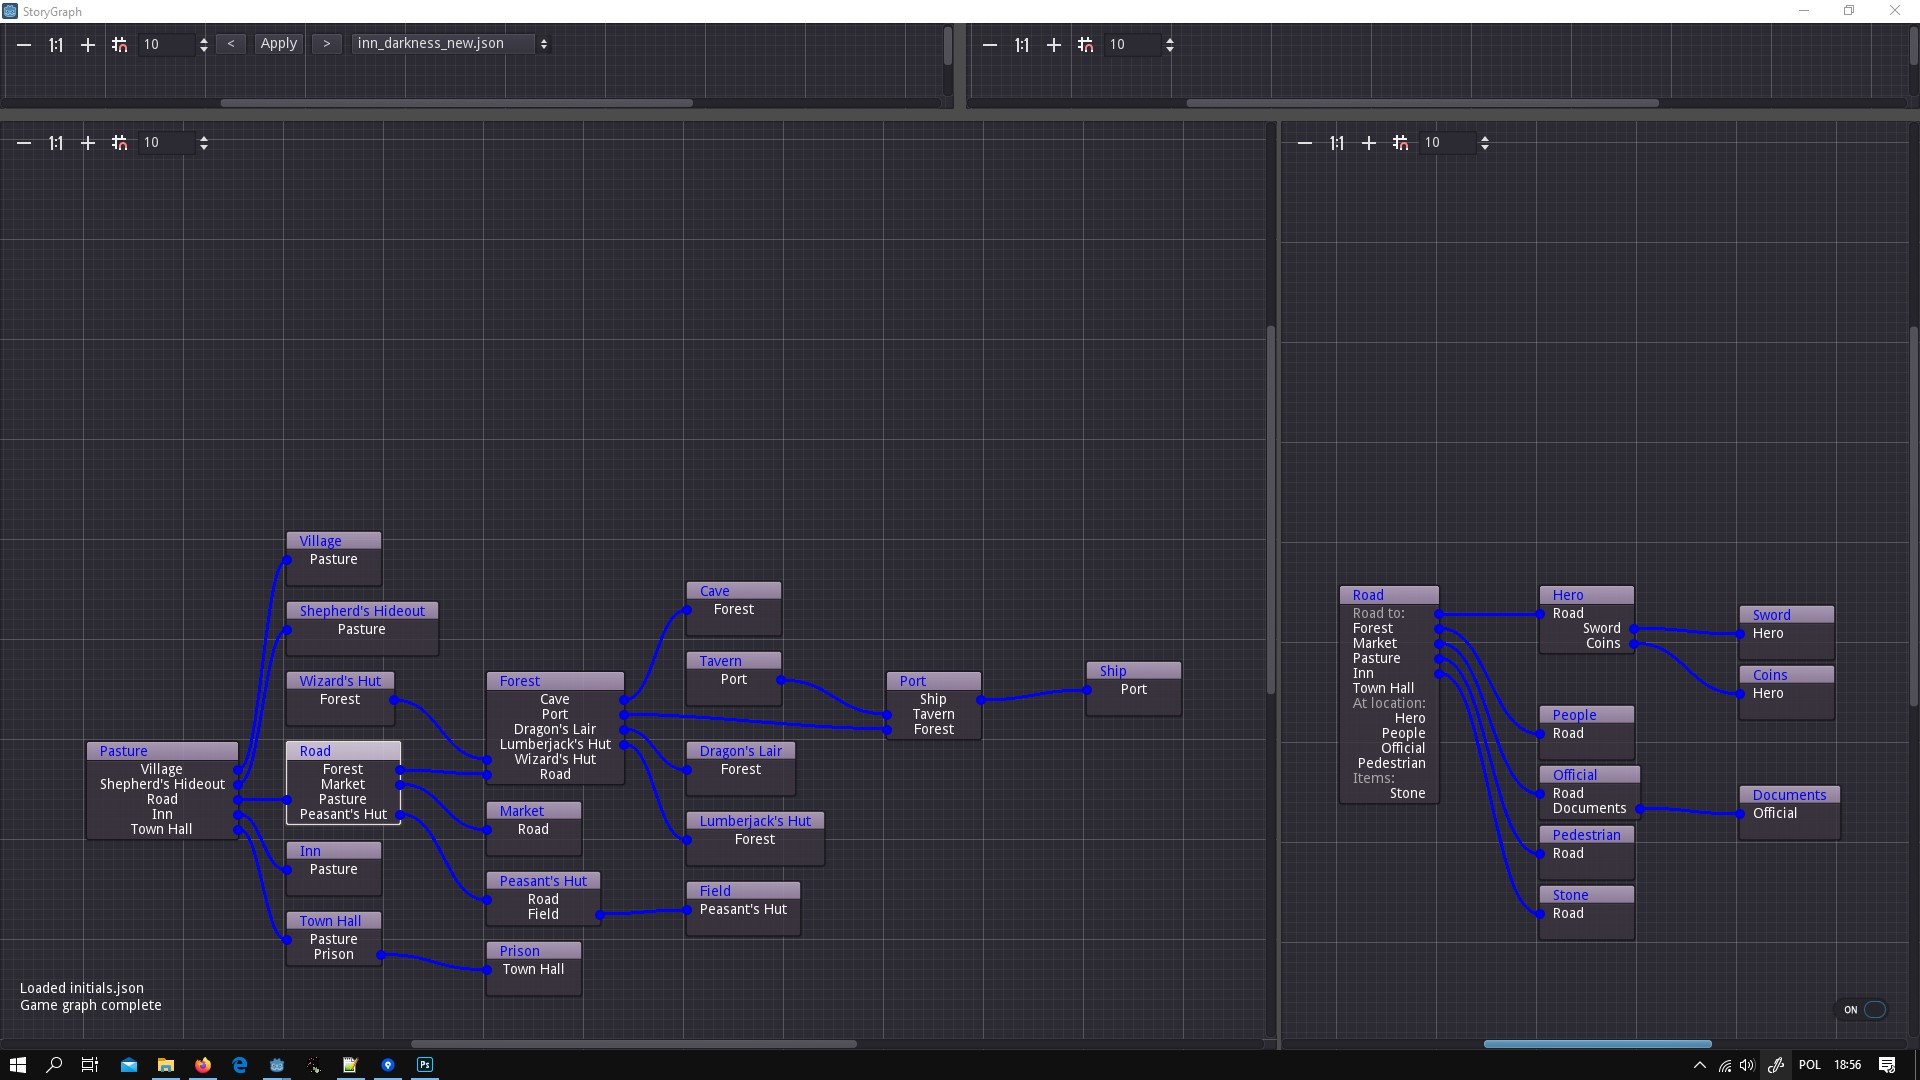 StoryGraph
1:1 10 < Apply > inn_darkness_new.json
1:1 10
1:1 10
Village
Pasture
Shepherd's Hideout
Pasture
Wizard's Hut
Forest
Pasture
Village
Shepherd's Hideout
Road
Inn
Town Hall
Road
Forest
Market
Pasture
Peasant's Hut
Inn
Pasture
Town Hall
Pasture
Prison
Forest
Cave
Port
Dragon's Lair
Lumberjack's Hut
Wizard's Hut
Road
Market
Road
Peasant's Hut
Road
Field
Prison
Town Hall
Cave
Forest
Tavern
Port
Dragon's Lair
Forest
Lumberjack's Hut
Forest
Field
Peasant's Hut
Port
Ship
Tavern
Forest
Ship
Port
Loaded initials.json
Game graph complete
1:1 10
Road
Road to:
Forest
Market
Pasture
Inn
Town Hall
At location:
Hero
People
Official
Pedestrian
Items:
Stone
Hero
Road
Sword
Coins
People
Road
Official
Road
Documents
Pedestrian
Road
Stone
Road
Sword
Hero
Coins
Hero
Documents
Official
ON
Ps
POL 18:56